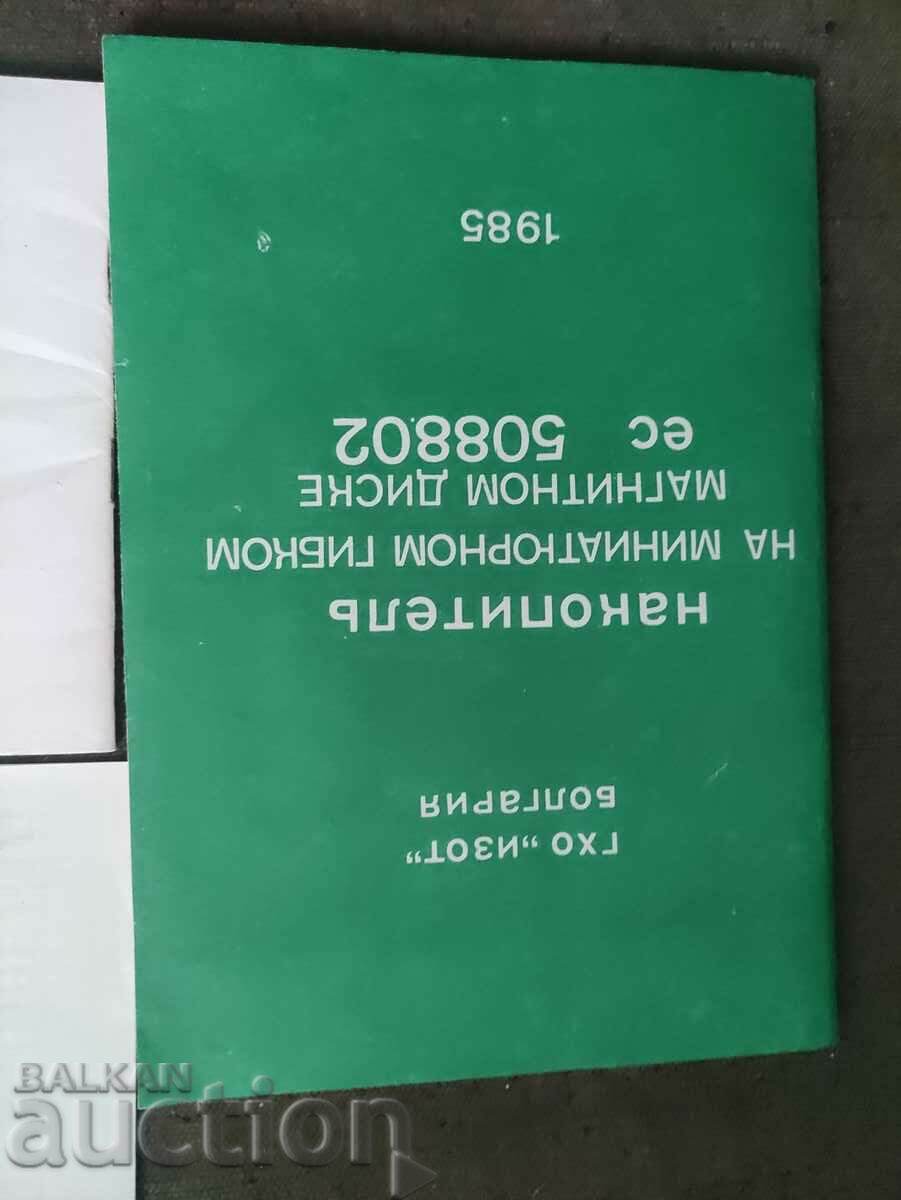 ГХО „ИЗОТ“
БОЛГАРИЯ
накопитель
НА МИНИАТЮРНОМ ГИБКОМ
МАГНИТНОМ ДИСКЕ
ес 5088.02
1985
BALKAN
auction